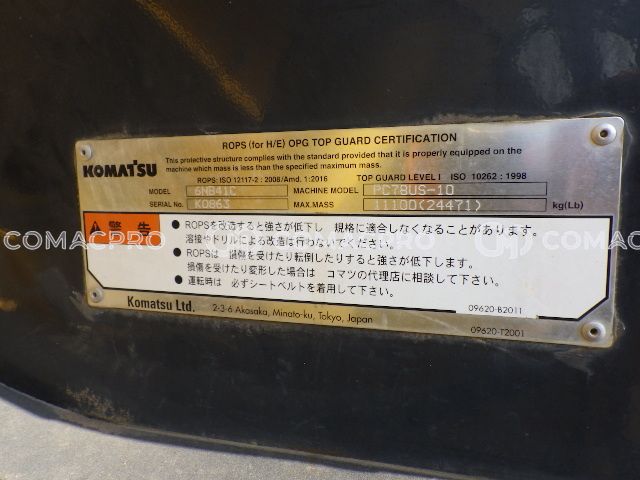 ROPS (for H/E) OPG TOP GUARD CERTIFICATION
KOMATSU
This protective structure complies with the standard provided that it is properly equipped on the machine which mass is less than the specified maximum mass.
ROPS: ISO 12117-2 : 2008/Amd. 1:2016 TOP GUARD LEVEL I ISO 10262 : 1998
MODEL 6NB41C MACHINE MODEL PC78US-10
SERIAL No. K0863 MAX.MASS 11100(24471) kg(Lb)
警告
● ROPSを改造すると強さが低下し 規格に適合しなくなることがあります。
溶接やドリルによる改造は行わないでください。
● ROPSは 損傷を受けたり転倒したりすると強さが低下します。
損傷を受けたり変形した場合は コマツの代理店に相談して下さい。
● 運転時は 必ずシートベルトを着用して下さい。
09620-B2011
Komatsu Ltd. 2-3-6 Akasaka, Minato-ku, Tokyo, Japan
09620-T2001
COMACPRO
COMACPRO
COMACPRO